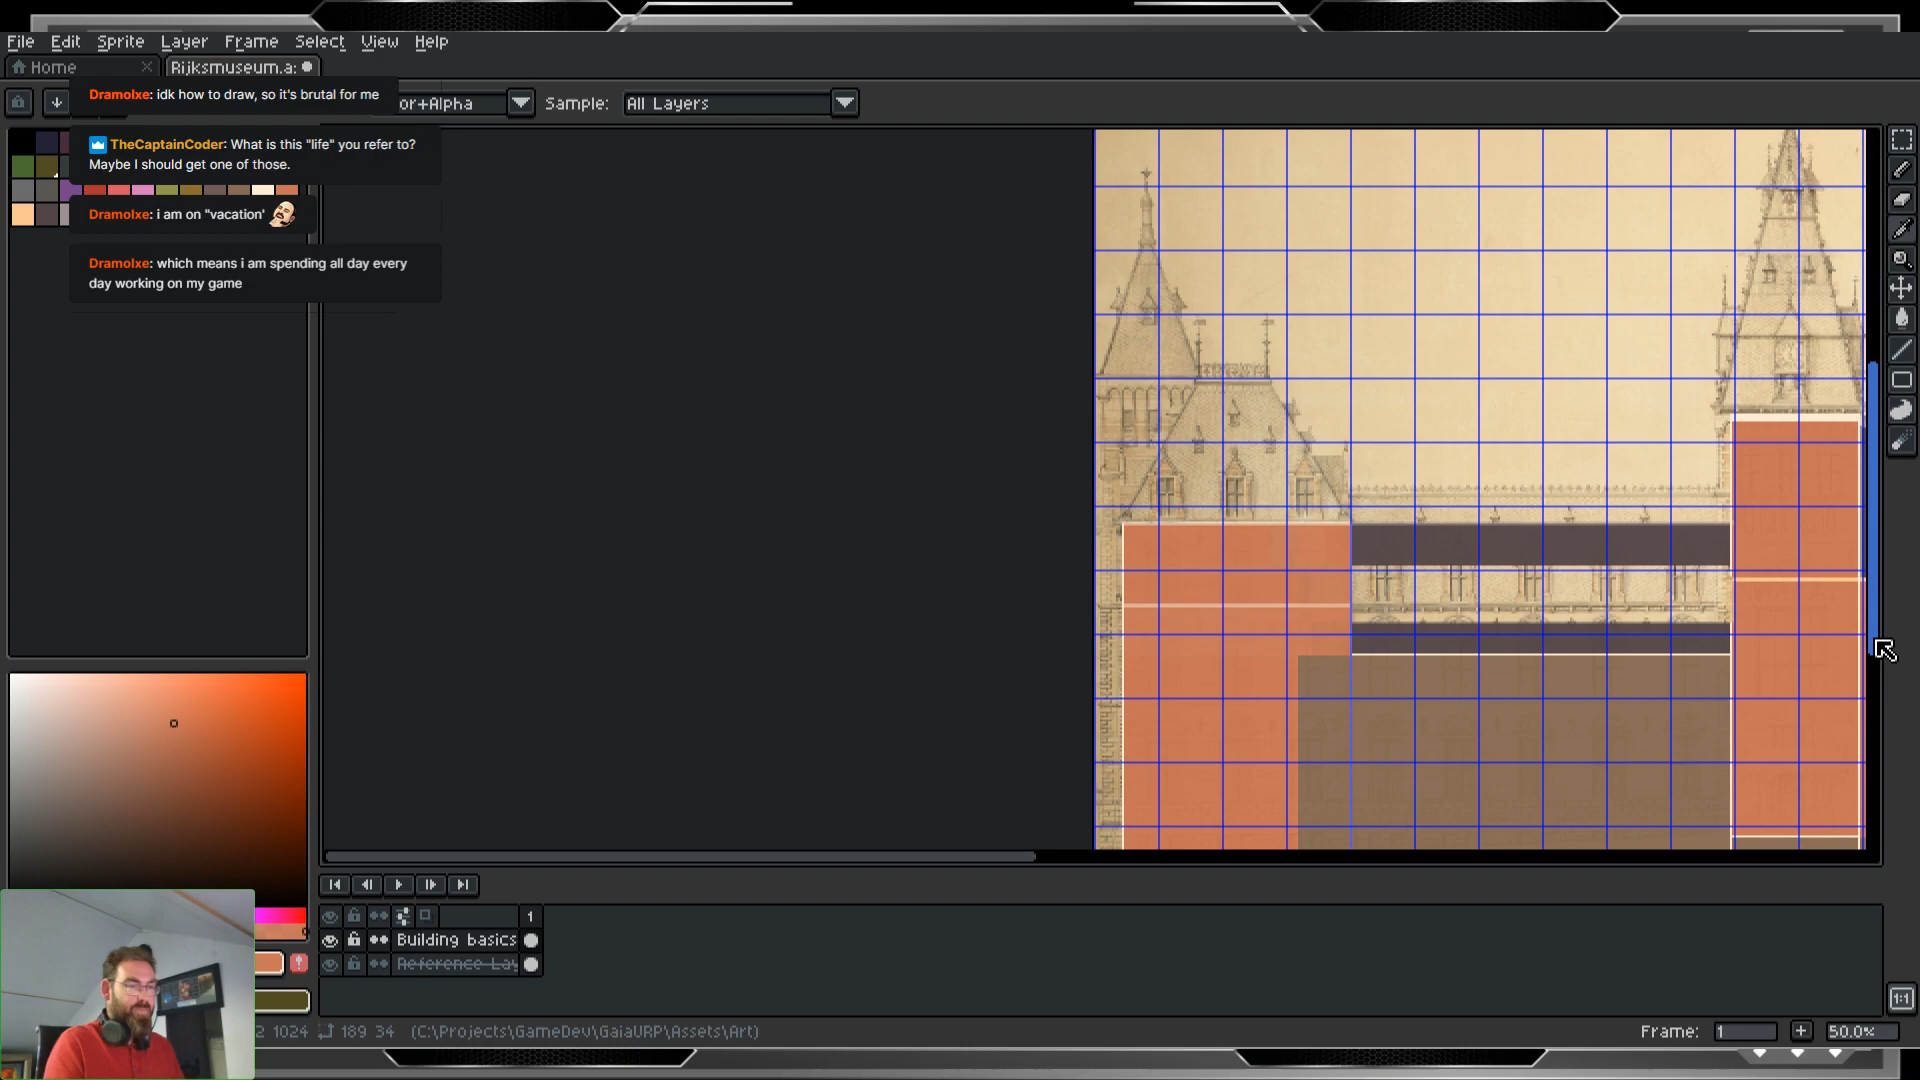 File Edit Sprite Layer Frame Select View Help
Home
Rijksmuseum.a:
or+Alpha
Sample: All Layers
Dramolxe: idk how to draw, so it's brutal for me
TheCaptainCoder: What is this "life" you refer to?
Maybe I should get one of those.
Dramolxe: i am on "vacation'
Dramolxe: which means i am spending all day every
day working on my game
1
Building basics
Reference Lay
1:1
2 1024 189 34 (C:\Projects\GameDev\GaiaURP\Assets\Art)
Frame: 1 + 50.0%